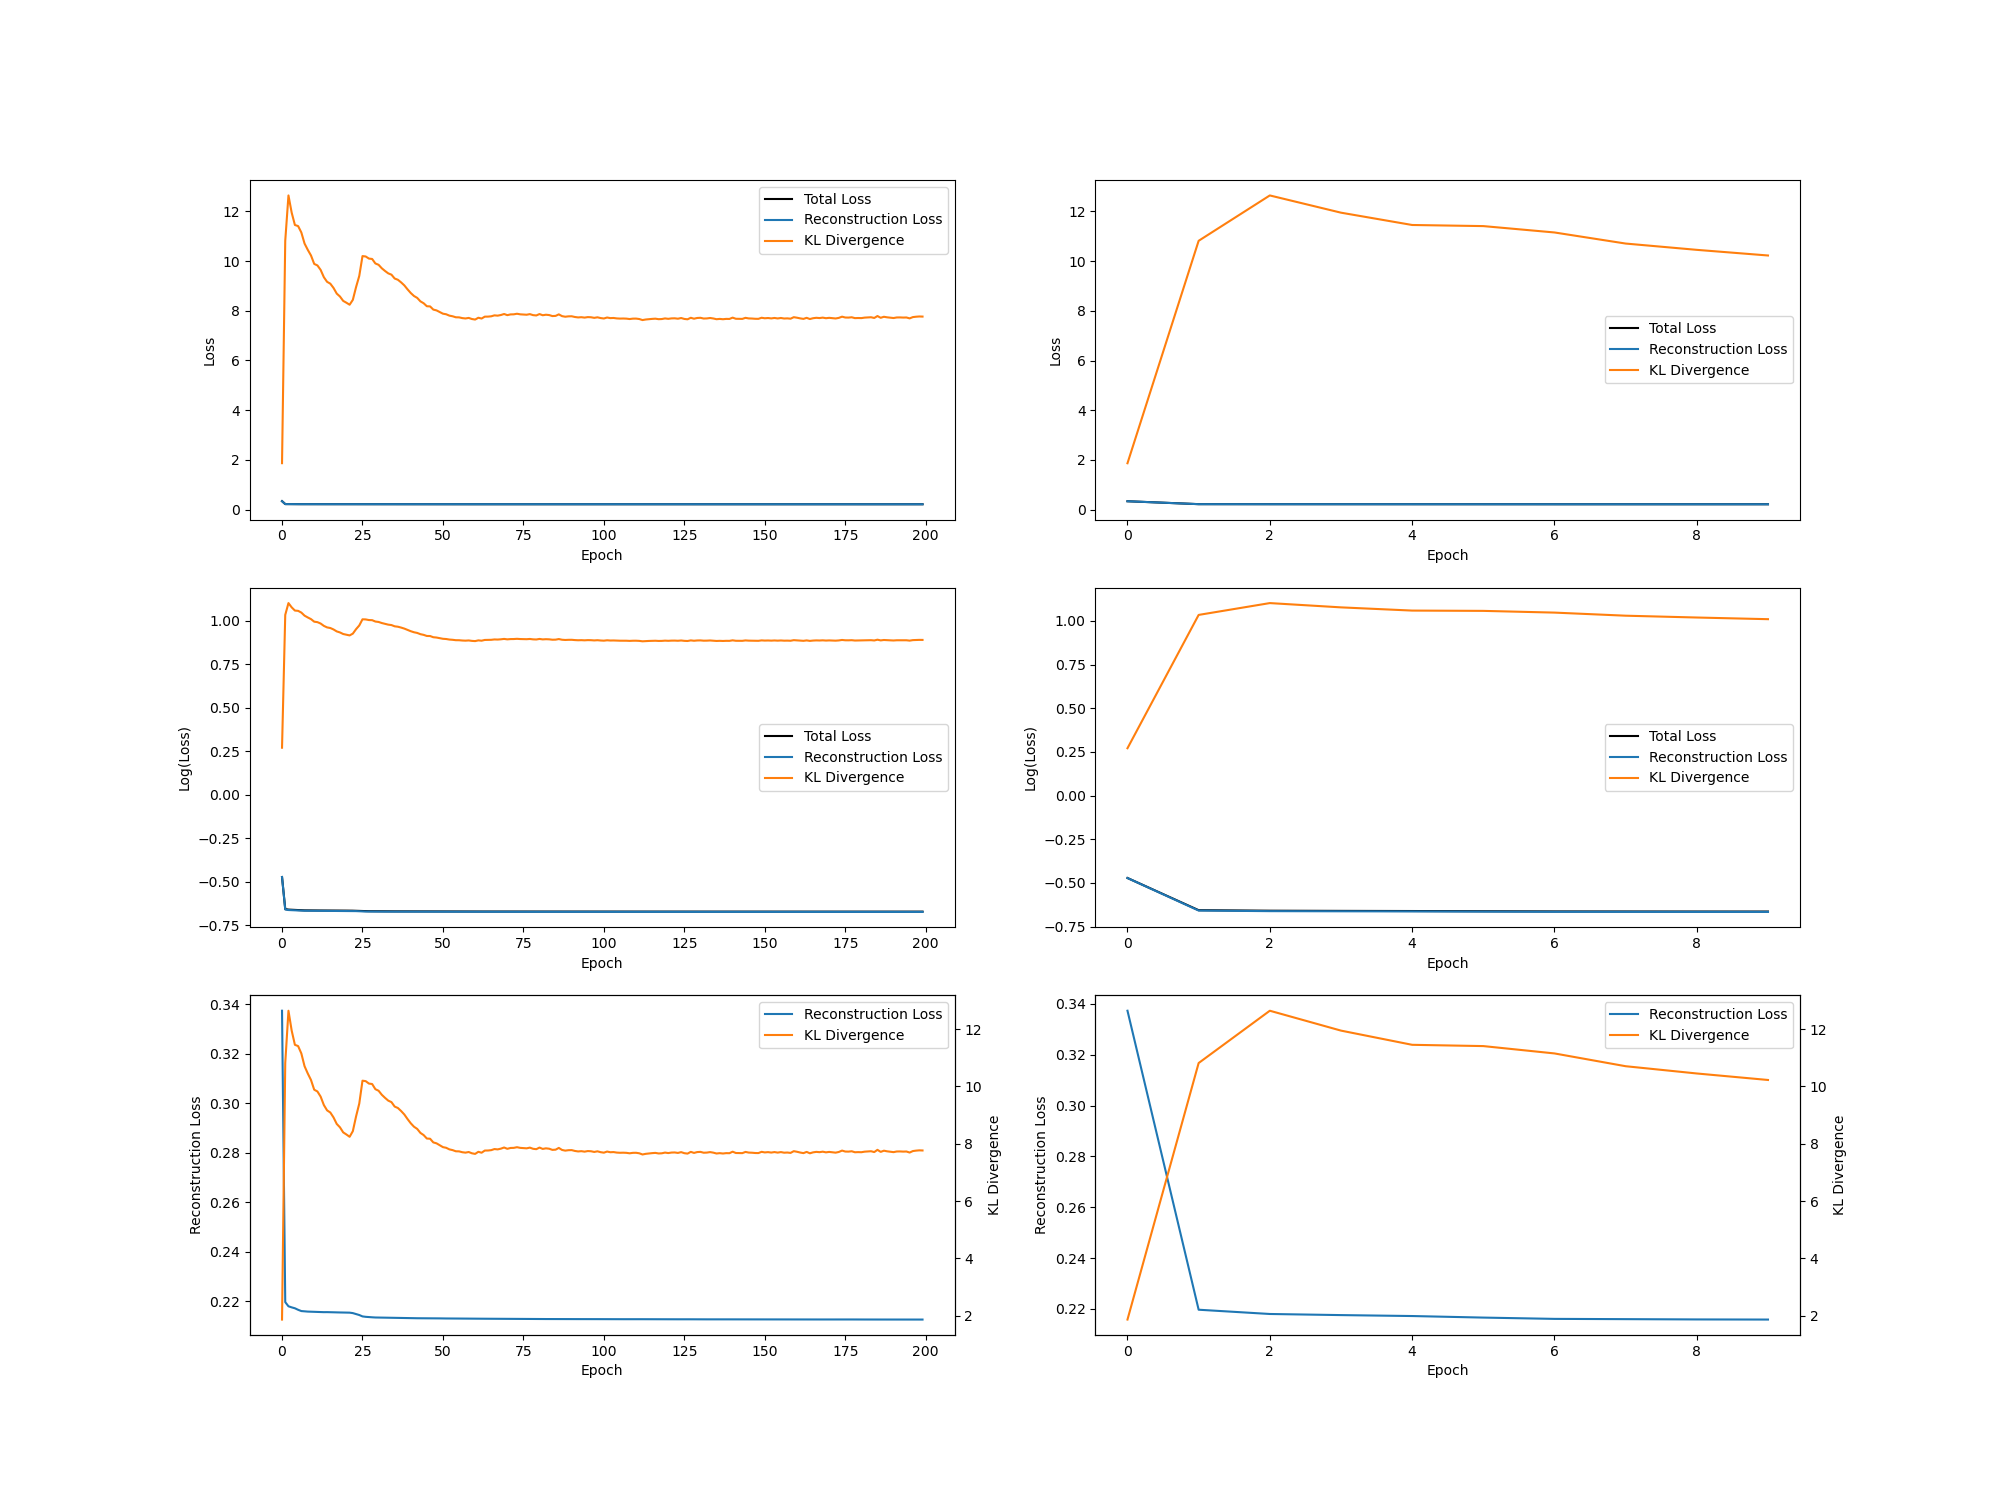 12
10
8
6
4
2
0
Loss
Total Loss
Reconstruction Loss
KL Divergence
0 25 50 75 100 125 150 175 200
Epoch
12
10
8
6
4
2
0
Loss
Total Loss
Reconstruction Loss
KL Divergence
0 2 4 6 8
Epoch
1.00
0.75
0.50
0.25
0.00
−0.25
−0.50
−0.75
Log(Loss)
Total Loss
Reconstruction Loss
KL Divergence
0 25 50 75 100 125 150 175 200
Epoch
1.00
0.75
0.50
0.25
0.00
−0.25
−0.50
−0.75
Log(Loss)
Total Loss
Reconstruction Loss
KL Divergence
0 2 4 6 8
Epoch
0.34
0.32
0.30
0.28
0.26
0.24
0.22
Reconstruction Loss
Reconstruction Loss
KL Divergence
12
10
8
6
4
2
KL Divergence
0 25 50 75 100 125 150 175 200
Epoch
0.34
0.32
0.30
0.28
0.26
0.24
0.22
Reconstruction Loss
Reconstruction Loss
KL Divergence
12
10
8
6
4
2
KL Divergence
0 2 4 6 8
Epoch